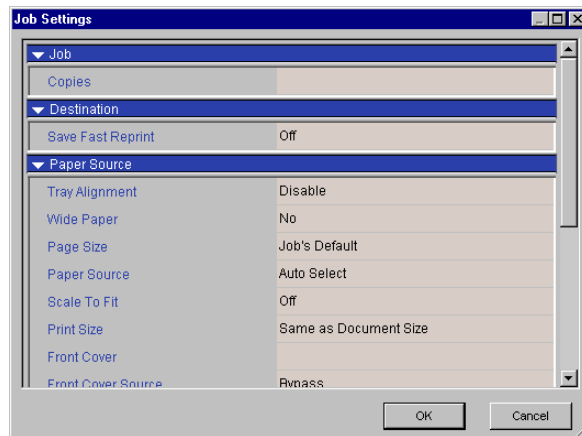 Job Settings
Job
Copies
Destination
Save Fast Reprint Off
Paper Source
Tray Alignment Disable
Wide Paper No
Page Size Job's Default
Paper Source Auto Select
Scale To Fit Off
Print Size Same as Document Size
Front Cover
Front Cover Source Bypass
OK Cancel